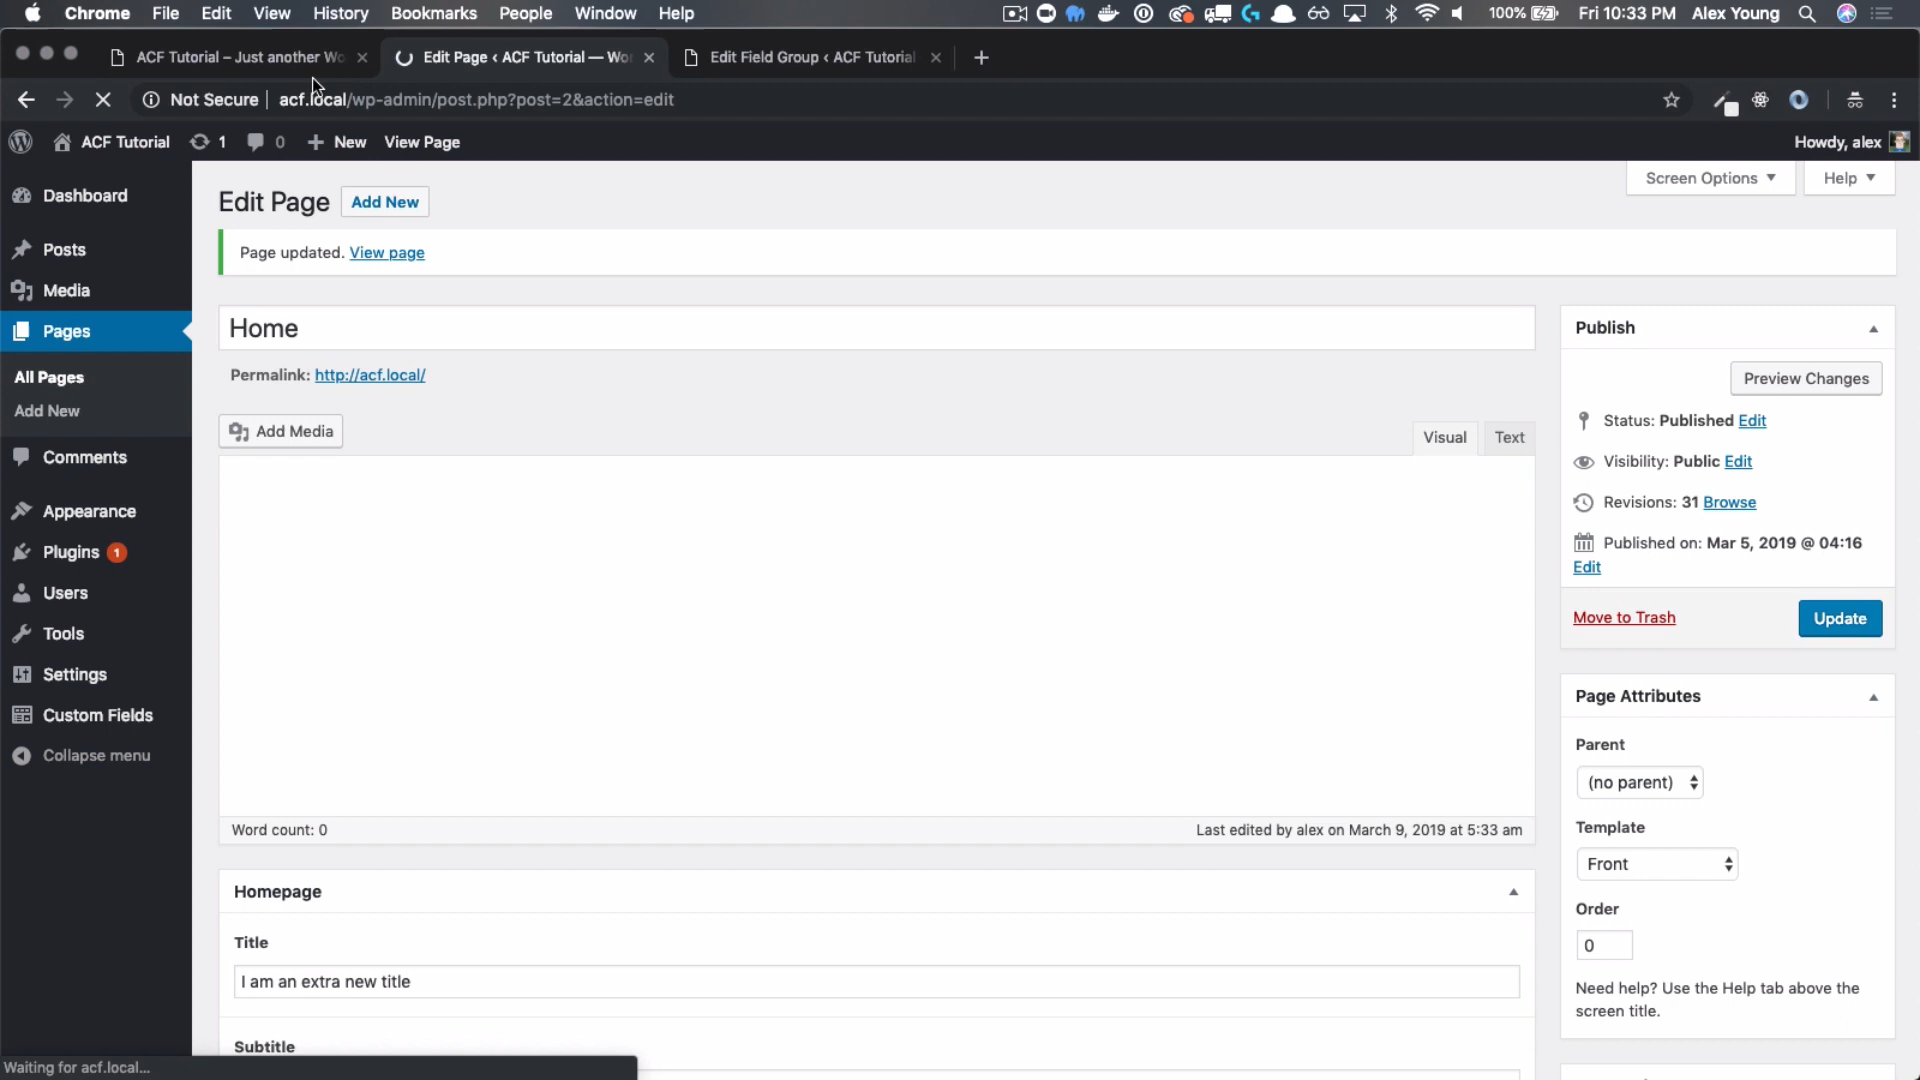 Chrome File Edit View History Bookmarks People Window Help 100% Fri 10:33 PM Alex Young
ACF Tutorial – Just another Wo
Edit Page ‹ ACF Tutorial — Wor
Edit Field Group ‹ ACF Tutorial
Not Secure | acf.local/wp-admin/post.php?post=2&action=edit
ACF Tutorial 1 0 New View Page Howdy, alex
Screen Options Help
Dashboard
Posts
Media
Pages
All Pages
Add New
Comments
Appearance
Plugins 1
Users
Tools
Settings
Custom Fields
Collapse menu
Edit Page Add New
Page updated. View page
Home
Permalink: http://acf.local/
Add Media
Visual Text
Word count: 0
Last edited by alex on March 9, 2019 at 5:33 am
Homepage
Title
I am an extra new title
Subtitle
Publish
Preview Changes
Status: Published Edit
Visibility: Public Edit
Revisions: 31 Browse
Published on: Mar 5, 2019 @ 04:16
Edit
Move to Trash Update
Page Attributes
Parent
(no parent)
Template
Front
Order
0
Need help? Use the Help tab above the
screen title.
Waiting for acf.local...